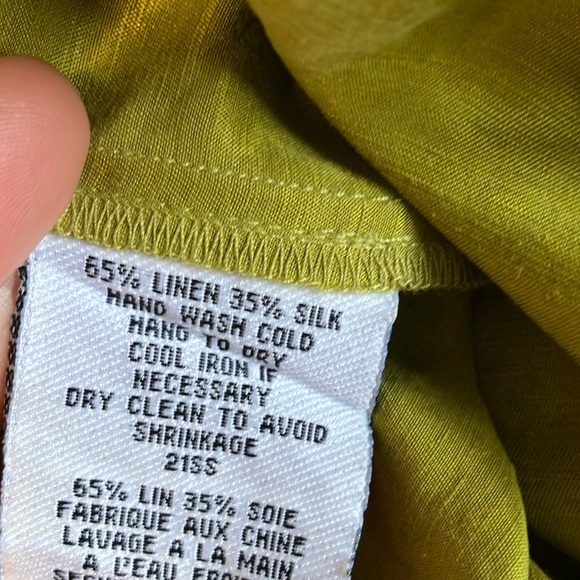 65% LINEN 35% SILK
HAND WASH COLD
HANG TO DRY
COOL IRON IF
NECESSARY
DRY CLEAN TO AVOID
SHRINKAGE
21SS
65% LIN 35% SOIE
FABRIQUE AUX CHINE
LAVAGE A LA MAIN
A L'EAU